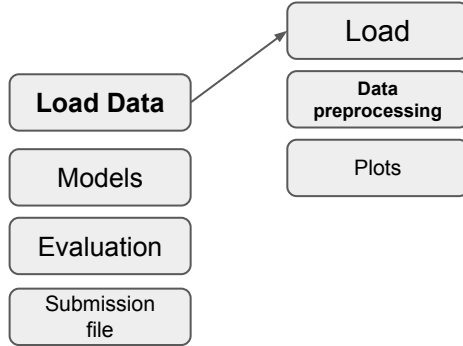 Load Data
Models
Evaluation
Submission
file
Load
Data
preprocessing
Plots